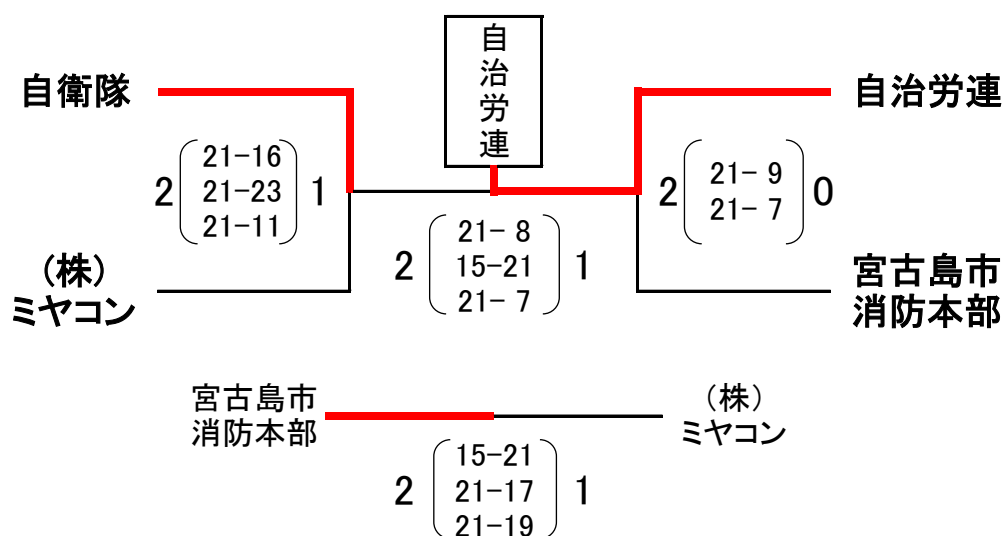 自治労連
自衛隊
自治労連
2
21-16
21-23
21-11
1
2
21- 9
21- 7
0
2
21- 8
15-21
21- 7
1
(株)
ミヤコン
宮古島市
消防本部
宮古島市
消防本部
(株)
ミヤコン
2
15-21
21-17
21-19
1